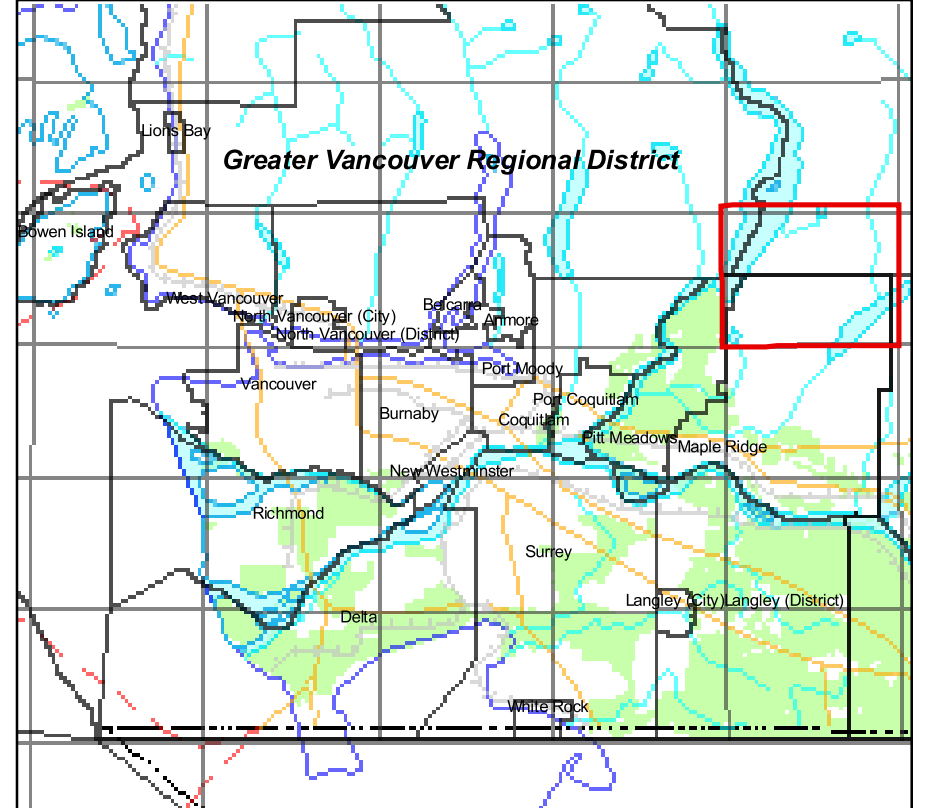 Lions Bay
Greater Vancouver Regional District
Bowen Island
West Vancouver
Belcarra
North Vancouver (City)
Anmore
North Vancouver (District)
Port Moody
Vancouver
Port Coquitlam
Burnaby
Coquitlam
Pitt Meadows
Maple Ridge
New Westminster
Richmond
Surrey
Langley (City)
Langley (District)
Delta
White Rock